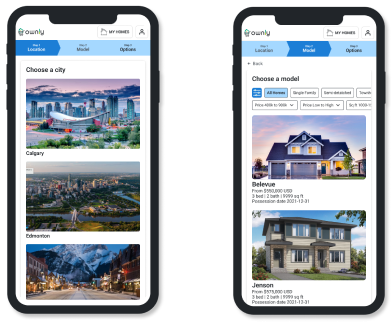 ownly
MY HOMES
Step 1
Location
Step 2
Model
Step 3
Options
Choose a city
Calgary
Edmonton
ownly
MY HOMES
Step 1
Location
Step 2
Model
Step 3
Options
Back
Choose a model
All Homes
Single Family
Semi-detached
Price 400k to 900k
Price Low to High
Sq ft
Belevue
From $550,000 USD
3 bed | 2 bath | 9999 sq ft
Possession date 2021-12-31
Jenson
From $575,000 USD
3 bed | 2 bath | 9999 sq ft
Possession date 2021-12-31